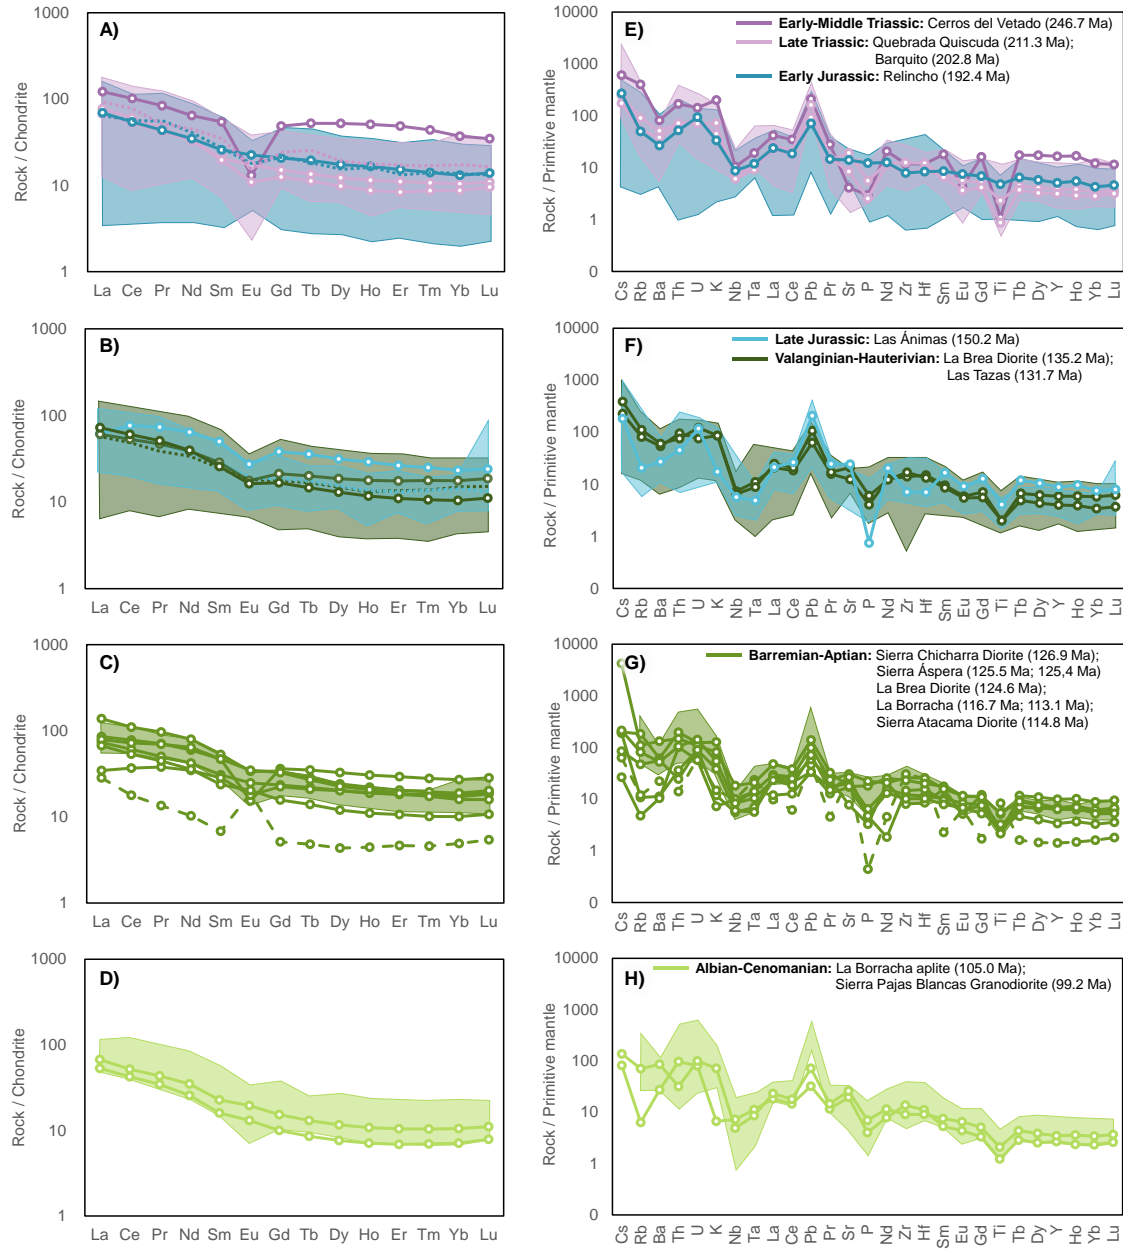 A)
Rock / Chondrite
1000
100
10
1
La Ce Pr Nd Sm Eu Gd Tb Dy Ho Er Tm Yb Lu
E)
Early-Middle Triassic: Cerros del Vetado (246.7 Ma)
Late Triassic: Quebrada Quiscuda (211.3 Ma);
Barquito (202.8 Ma)
Early Jurassic: Relincho (192.4 Ma)
Rock / Primitive mantle
10000
1000
100
10
1
0
Cs Rb Ba Th U K Nb Ta La Ce Pb Pr Sr P Nd Zr Hf Sm Eu Gd Ti Tb Dy Y Ho Yb Lu
B)
Rock / Chondrite
1000
100
10
1
La Ce Pr Nd Sm Eu Gd Tb Dy Ho Er Tm Yb Lu
F)
Late Jurassic: Las Ánimas (150.2 Ma)
Valanginian-Hauterivian: La Brea Diorite (135.2 Ma);
Las Tazas (131.7 Ma)
Rock / Primitive mantle
10000
1000
100
10
1
0
Cs Rb Ba Th U K Nb Ta La Ce Pb Pr Sr P Nd Zr Hf Sm Eu Gd Ti Tb Dy Y Ho Yb Lu
C)
Rock / Chondrite
1000
100
10
1
La Ce Pr Nd Sm Eu Gd Tb Dy Ho Er Tm Yb Lu
G)
Barremian-Aptian: Sierra Chicharra Diorite (126.9 Ma);
Sierra Áspera (125.5 Ma; 125,4 Ma)
La Brea Diorite (124.6 Ma);
La Borracha (116.7 Ma; 113.1 Ma);
Sierra Atacama Diorite (114.8 Ma)
Rock / Primitive mantle
10000
1000
100
10
1
0
Cs Rb Ba Th U K Nb Ta La Ce Pb Pr Sr P Nd Zr Hf Sm Eu Gd Ti Tb Dy Y Ho Yb Lu
D)
Rock / Chondrite
1000
100
10
1
La Ce Pr Nd Sm Eu Gd Tb Dy Ho Er Tm Yb Lu
H)
Albian-Cenomanian: La Borracha aplite (105.0 Ma);
Sierra Pajas Blancas Granodiorite (99.2 Ma)
Rock / Primitive mantle
10000
1000
100
10
1
0
Cs Rb Ba Th U K Nb Ta La Ce Pb Pr Sr P Nd Zr Hf Sm Eu Gd Ti Tb Dy Y Ho Yb Lu